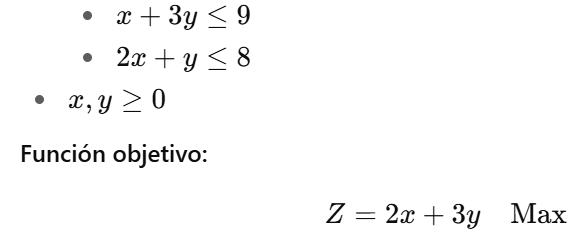 • x + 3y ≤ 9
• 2x + y ≤ 8
• x, y ≥ 0
Función objetivo:
Z = 2x + 3y Max